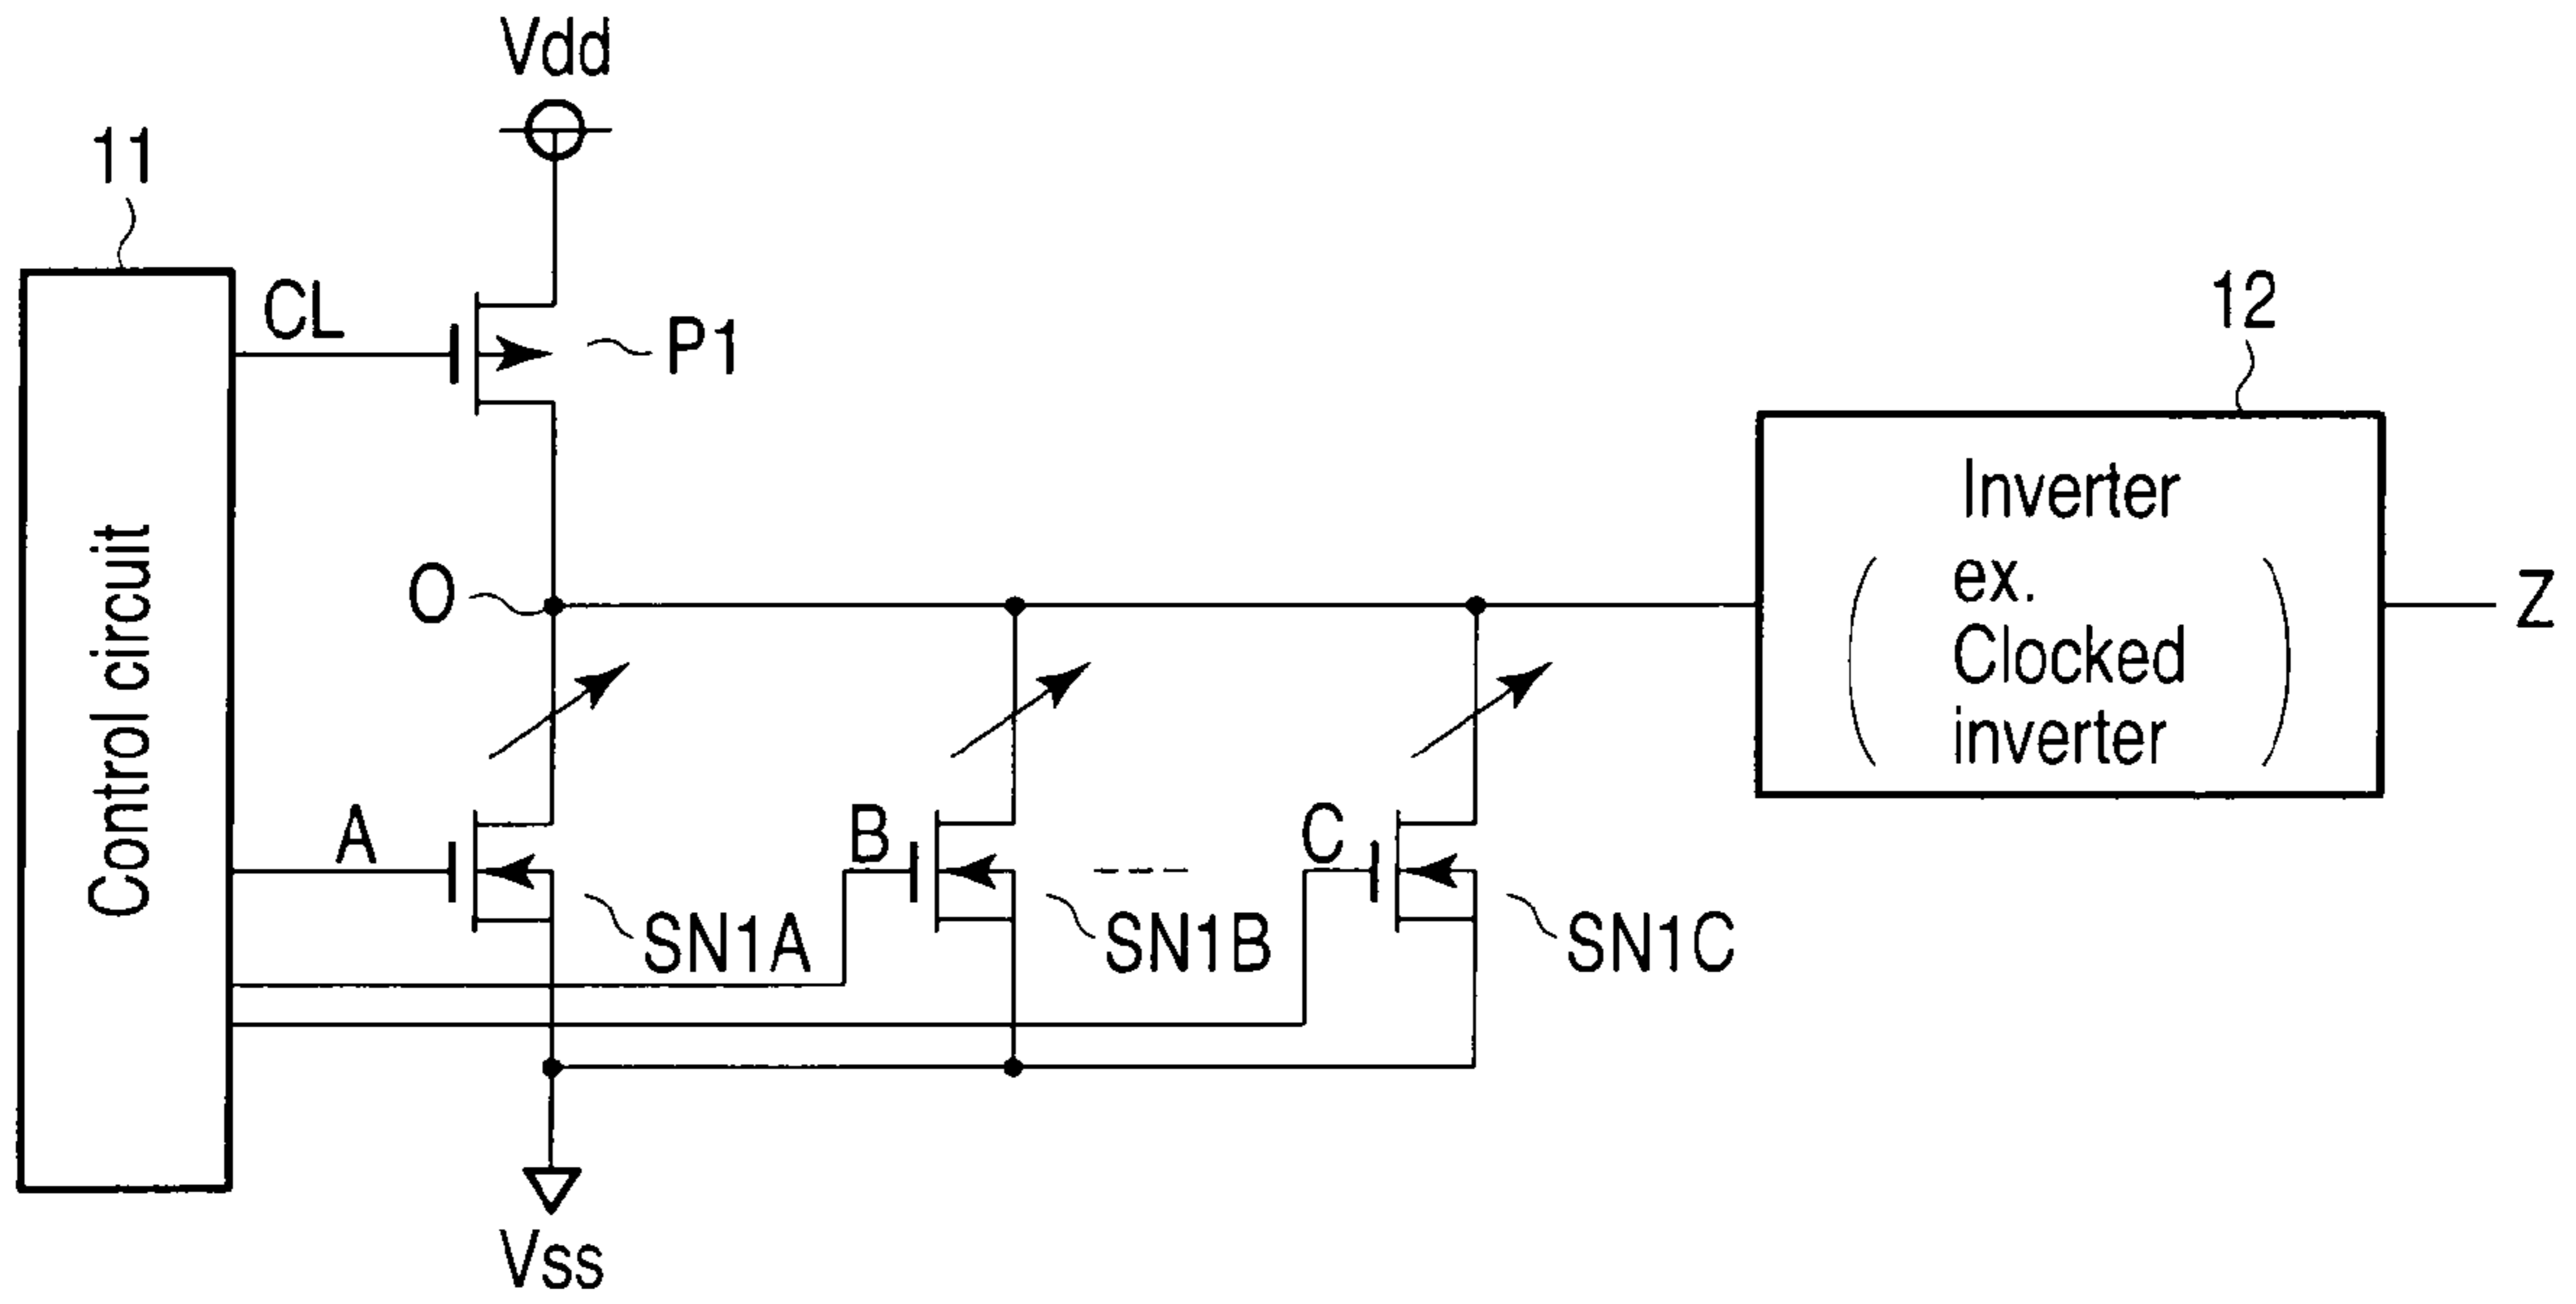 Vdd
11
CL
P1
12
Inverter
ex.
Clocked
inverter
O
Z
Control circuit
A
B
C
SN1A
SN1B
SN1C
Vss